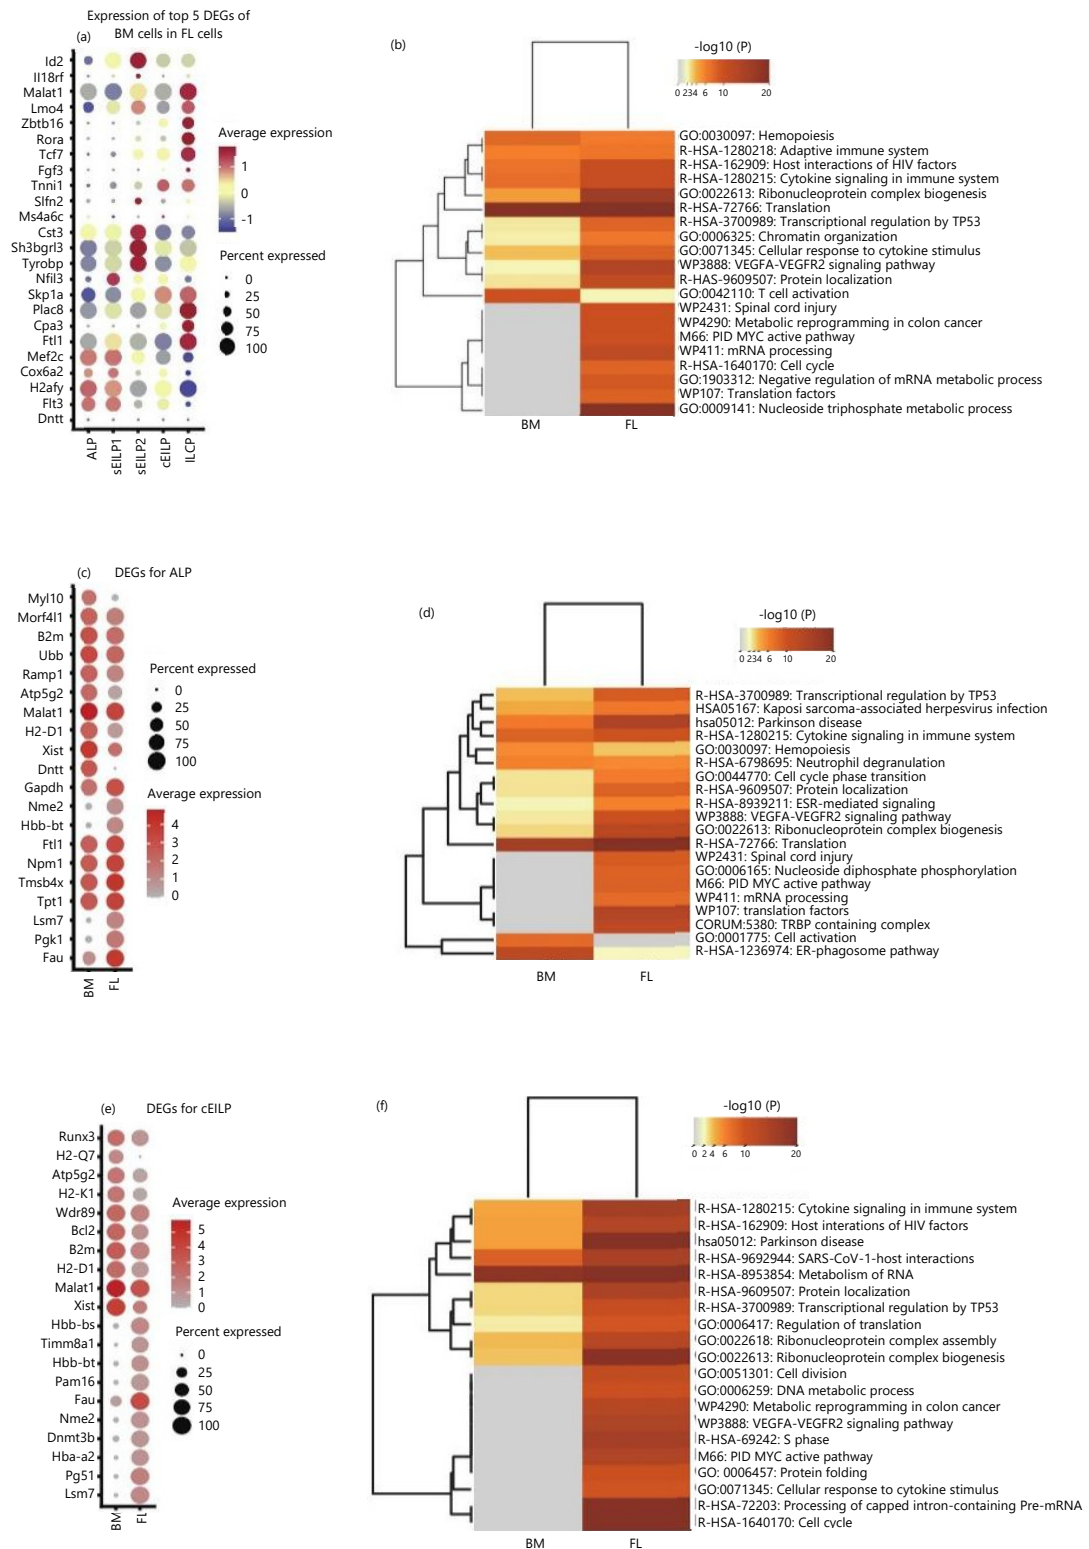 Expression of top 5 DEGs of
BM cells in FL cells
(a)
Id2
Il18rf
Malat1
Lmo4
Zbtb16
Rora
Tcf7
Fgf3
Tnni1
Slfn2
Ms4a6c
Cst3
Sh3bgrl3
Tyrobp
Nfil3
Skp1a
Plac8
Cpa3
Ftl1
Mef2c
Cox6a2
H2afy
Flt3
Dntt
ALP
sEILP1
sEILP2
cEILP
ILCP
Average expression
1
0
-1
Percent expressed
0
25
50
75
100
(b)
-log10 (P)
0 2 3 4 6 10 20
GO:0030097: Hemopoiesis
R-HSA-1280218: Adaptive immune system
R-HSA-162909: Host interactions of HIV factors
R-HSA-1280215: Cytokine signaling in immune system
GO:0022613: Ribonucleoprotein complex biogenesis
R-HSA-72766: Translation
R-HSA-3700989: Transcriptional regulation by TP53
GO:0006325: Chromatin organization
GO:0071345: Cellular response to cytokine stimulus
WP3888: VEGFA-VEGFR2 signaling pathway
R-HAS-9609507: Protein localization
GO:0042110: T cell activation
WP2431: Spinal cord injury
WP4290: Metabolic reprogramming in colon cancer
M66: PID MYC active pathway
WP411: mRNA processing
R-HSA-1640170: Cell cycle
GO:1903312: Negative regulation of mRNA metabolic process
WP107: Translation factors
GO:0009141: Nucleoside triphosphate metabolic process
BM FL
(c) DEGs for ALP
Myl10
Morf4l1
B2m
Ubb
Ramp1
Atp5g2
Malat1
H2-D1
Xist
Dntt
Gapdh
Nme2
Hbb-bt
Ftl1
Npm1
Tmsb4x
Tpt1
Lsm7
Pgk1
Fau
BM
FL
Percent expressed
0
25
50
75
100
Average expression
4
3
2
1
0
(d)
-log10 (P)
0 2 3 4 6 10 20
R-HSA-3700989: Transcriptional regulation by TP53
HSA05167: Kaposi sarcoma-associated herpesvirus infection
hsa05012: Parkinson disease
R-HSA-1280215: Cytokine signaling in immune system
GO:0030097: Hemopoiesis
R-HSA-6798695: Neutrophil degranulation
GO:0044770: Cell cycle phase transition
R-HSA-9609507: Protein localization
R-HSA-8939211: ESR-mediated signaling
WP3888: VEGFA-VEGFR2 signaling pathway
GO:0022613: Ribonucleoprotein complex biogenesis
R-HSA-72766: Translation
WP2431: Spinal cord injury
GO:0006165: Nucleoside diphosphate phosphorylation
M66: PID MYC active pathway
WP411: mRNA processing
WP107: translation factors
CORUM:5380: TRBP containing complex
GO:0001775: Cell activation
R-HSA-1236974: ER-phagosome pathway
BM FL
(e) DEGs for cEILP
Runx3
H2-Q7
Atp5g2
H2-K1
Wdr89
Bcl2
B2m
H2-D1
Malat1
Xist
Hbb-bs
Timm8a1
Hbb-bt
Pam16
Fau
Nme2
Dnmt3b
Hba-a2
Pg51
Lsm7
BM
FL
Average expression
5
4
3
2
1
0
Percent expressed
0
25
50
75
100
(f)
-log10 (P)
0 2 4 6 10 20
R-HSA-1280215: Cytokine signaling in immune system
R-HSA-162909: Host interations of HIV factors
hsa05012: Parkinson disease
R-HSA-9692944: SARS-CoV-1-host interactions
R-HSA-8953854: Metabolism of RNA
R-HSA-9609507: Protein localization
R-HSA-3700989: Transcriptional regulation by TP53
GO:0006417: Regulation of translation
GO:0022618: Ribonucleoprotein complex assembly
GO:0022613: Ribonucleoprotein complex biogenesis
GO:0051301: Cell division
GO:0006259: DNA metabolic process
WP4290: Metabolic reprogramming in colon cancer
WP3888: VEGFA-VEGFR2 signaling pathway
R-HSA-69242: S phase
M66: PID MYC active pathway
GO: 0006457: Protein folding
GO:0071345: Cellular response to cytokine stimulus
R-HSA-72203: Processing of capped intron-containing Pre-mRNA
R-HSA-1640170: Cell cycle
BM FL